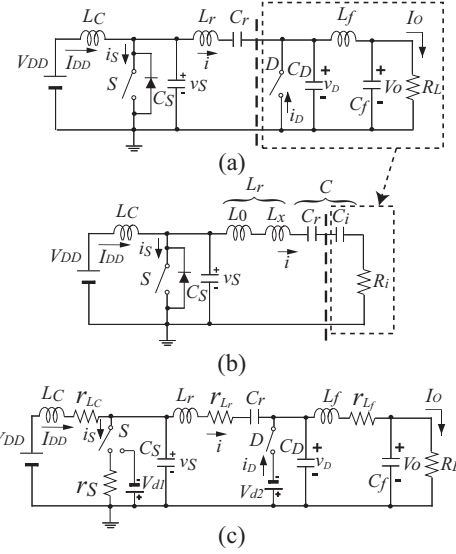 LC Lr Cr Lf IO
VDD IDD iS S CS vS i D CD vD iD Cf Vo RL
(a)
Lr C
LC L0 Lx Cr Ci
VDD IDD iS S CS vS i Ri
(b)
LC rLC Lr rLr Cr Lf rLf IO
VDD IDD iS S CS vS i D CD vD iD Cf Vo RL
rS Vd1 Vd2
(c)